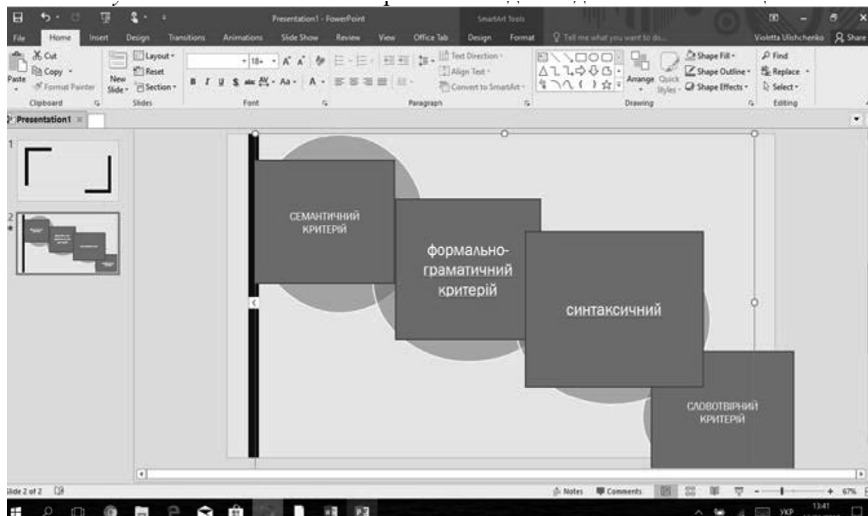 Presentation1 - PowerPoint
SmartArt Tools
File Home Insert Design Transitions Animations Slide Show Review View Office Tab Design Format Tell me what you want to do... Violetta Ulishchenko Share
Cut
Copy
Format Painter
Paste
Clipboard
New Slide
Layout
Reset
Section
Slides
18+
Font
Text Direction
Align Text
Convert to SmartArt
Paragraph
Arrange
Quick Styles
Shape Fill
Shape Outline
Shape Effects
Drawing
Find
Replace
Select
Editing
Presentation1
1
2
СЕМАНТИЧНИЙ
КРИТЕРІЙ
формально-
граматичний
критерій
синтаксичний
СЛОВОТВІРНИЙ
КРИТЕРІЙ
Slide 2 of 2
Notes Comments 67%
УКР 13:41